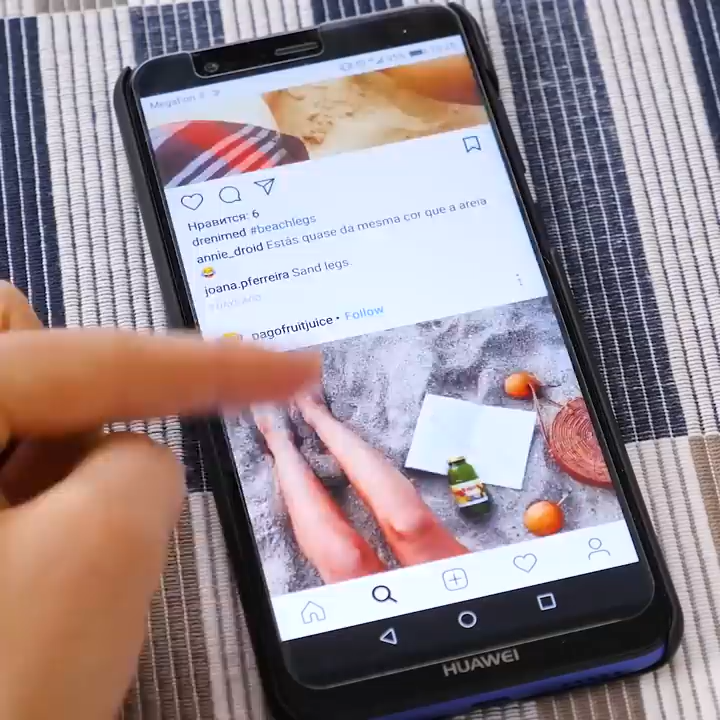 MegaFon
Нравится: 6
drenimed #beachlegs
annie_droid Estás quase da mesma cor que a areia
😂
joana.pferreira Sand legs.
pagofruitjuice • Follow
HUAWEI